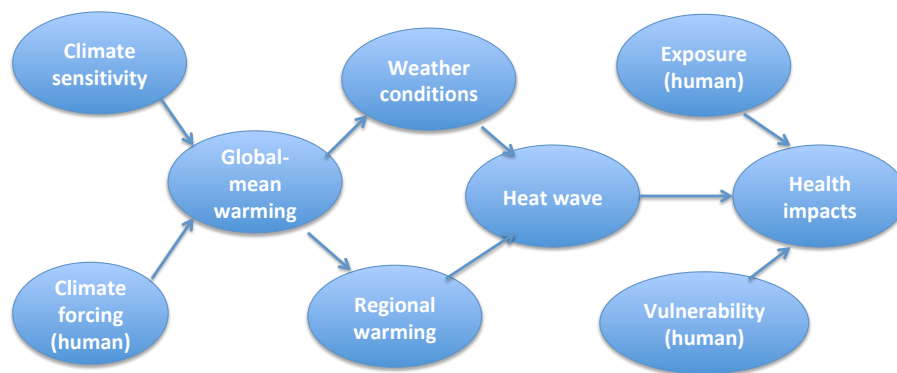 Climate
sensitivity
Weather
conditions
Exposure
(human)
Global-
mean
warming
Heat wave
Health
impacts
Climate
forcing
(human)
Regional
warming
Vulnerability
(human)